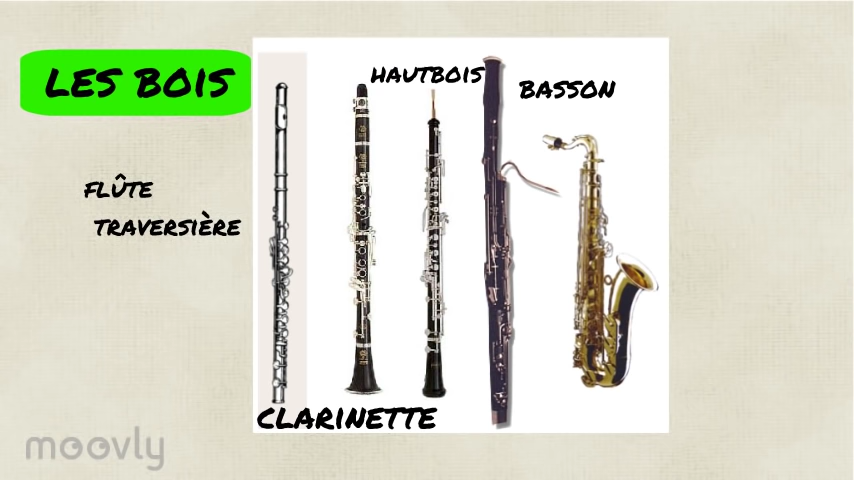 LES BOIS
HAUTBOIS
BASSON
FLÛTE
TRAVERSIÈRE
CLARINETTE
moovly